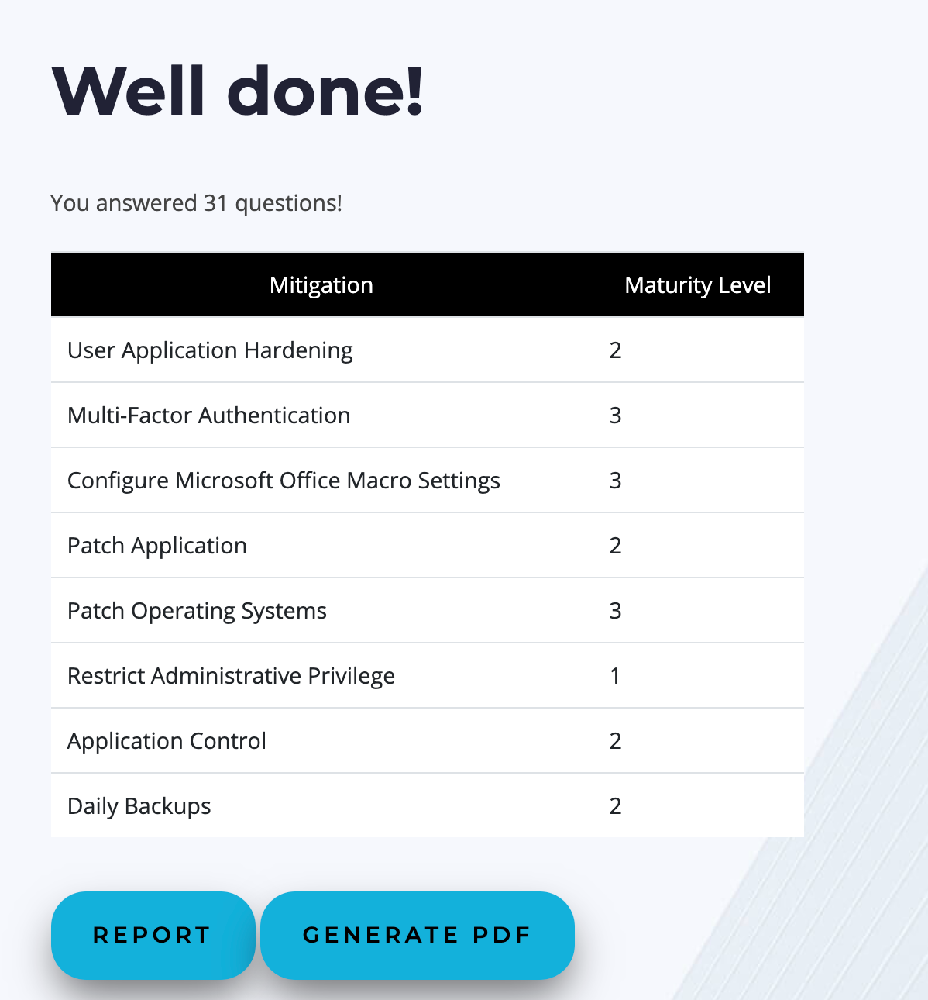 Well done!
You answered 31 questions!
Mitigation Maturity Level
User Application Hardening 2
Multi-Factor Authentication 3
Configure Microsoft Office Macro Settings 3
Patch Application 2
Patch Operating Systems 3
Restrict Administrative Privilege 1
Application Control 2
Daily Backups 2
REPORT GENERATE PDF